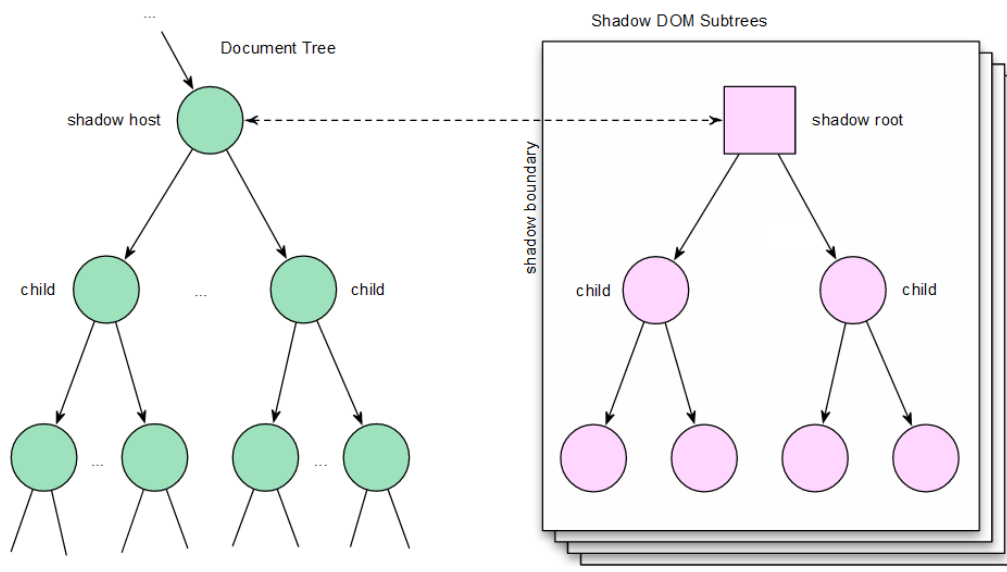 ...
Document Tree
Shadow DOM Subtrees
shadow host
shadow root
shadow boundary
child
...
child
child
child
...
...